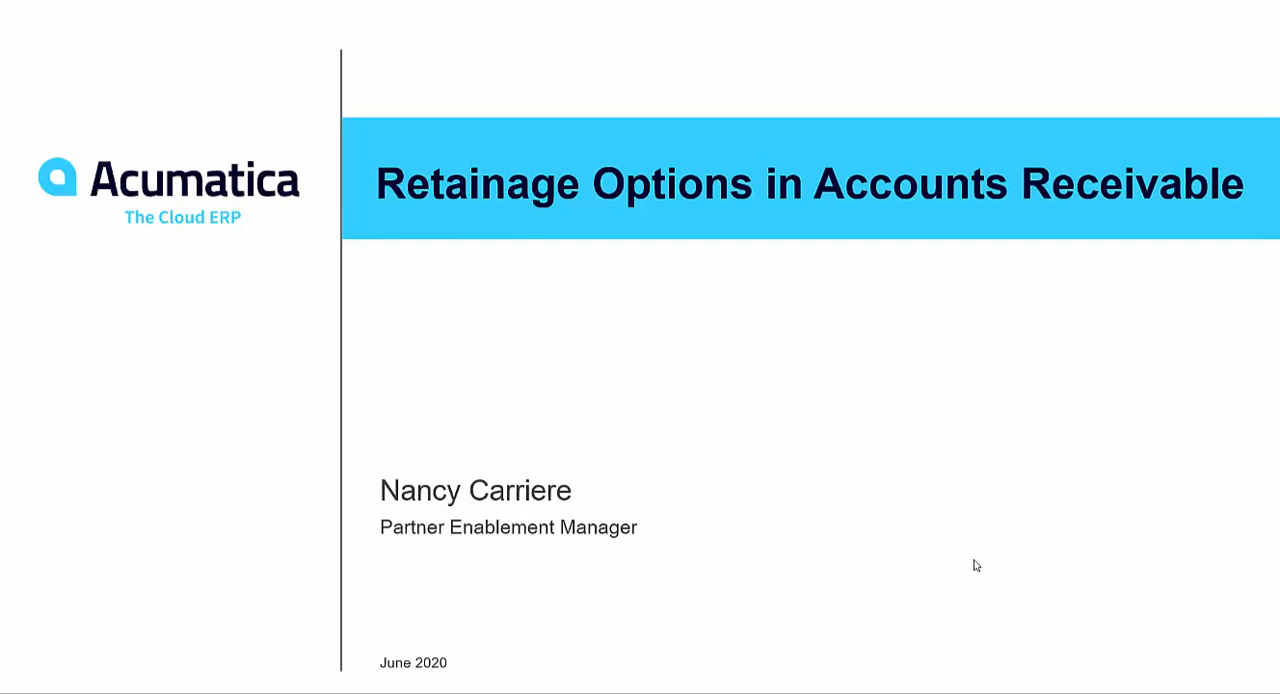 Acumatica
The Cloud ERP
Retainage Options in Accounts Receivable
Nancy Carriere
Partner Enablement Manager
June 2020